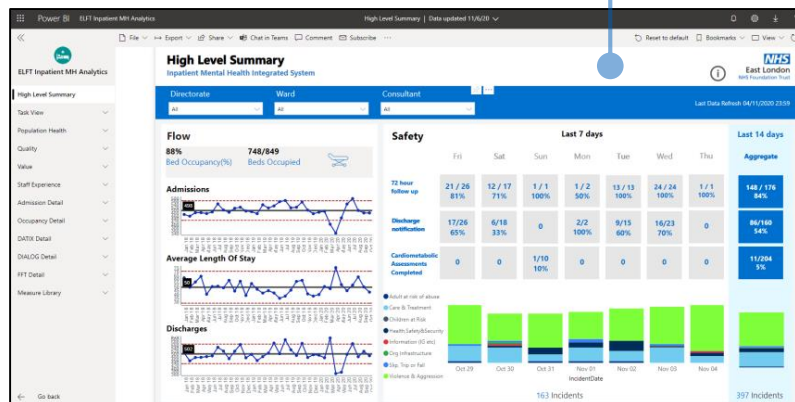 Power BI ELFT Inpatient MH Analytics
High Level Summary | Data updated 11/6/20
File Export Share Chat in Teams Comment Subscribe ...
Reset to default Bookmarks View
ELFT Inpatient MH Analytics
High Level Summary
Task View
Population Health
Quality
Value
Staff Experience
Admission Detail
Occupancy Detail
DATIX Detail
DIALOG Detail
FFT Detail
Measure Library
Go back
High Level Summary
Inpatient Mental Health Integrated System
NHS
East London
NHS Foundation Trust
Directorate Ward Consultant
All All All
Last Data Refresh 04/11/2020 23:59
Flow
88% 748/849
Bed Occupancy(%) Beds Occupied
Admissions
Average Length Of Stay
Discharges
Safety Last 7 days Last 14 days
Fri Sat Sun Mon Tue Wed Thu Aggregate
72 hour follow up
21 / 26 12 / 17 1 / 1 1 / 2 13 / 13 24 / 24 1 / 1 148 / 176
81% 71% 100% 50% 100% 100% 100% 84%
Discharge notification
17/26 6/18 0 2/2 9/15 16/23 0 86/160
65% 33% 100% 60% 70% 54%
Cardiometabolic Assessments Completed
0 0 1/10 0 0 0 0 11/204
10% 5%
Adult at risk of abuse
Care & Treatment
Children at Risk
Health Safety&Security
Information (IG etc)
Org Infrastructure
Slip, Trip or Fall
Violence & Aggression
Oct 29 Oct 30 Oct 31 Nov 01 Nov 02 Nov 03 Nov 04
IncidentDate
163 Incidents 397 Incidents